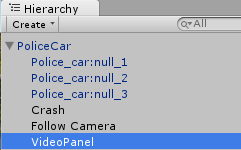 Hierarchy
Create All
PoliceCar
Police_car:null_1
Police_car:null_2
Police_car:null_3
Crash
Follow Camera
VideoPanel